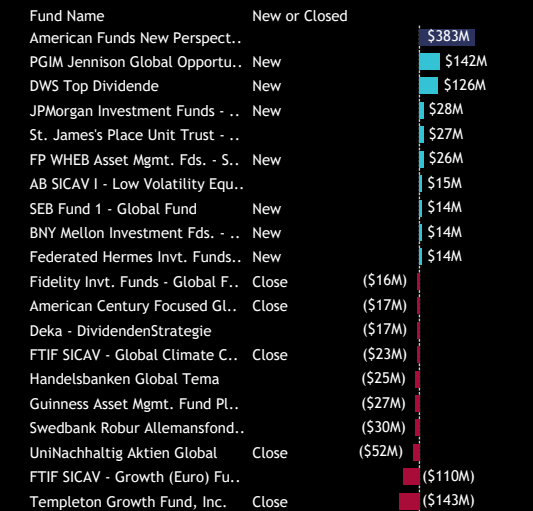 Fund Name New or Closed
American Funds New Perspect.. $383M
PGIM Jennison Global Opportu.. New $142M
DWS Top Dividende New $126M
JPMorgan Investment Funds - .. New $28M
St. James's Place Unit Trust - .. $27M
FP WHEB Asset Mgmt. Fds. - S.. New $26M
AB SICAV I - Low Volatility Equ.. $15M
SEB Fund 1 - Global Fund New $14M
BNY Mellon Investment Fds. - .. New $14M
Federated Hermes Invt. Funds.. New $14M
Fidelity Invt. Funds - Global F.. Close ($16M)
American Century Focused Gl.. Close ($17M)
Deka - DividendenStrategie ($17M)
FTIF SICAV - Global Climate C.. Close ($23M)
Handelsbanken Global Tema ($25M)
Guinness Asset Mgmt. Fund Pl.. ($27M)
Swedbank Robur Allemansfond.. ($30M)
UniNachhaltig Aktien Global Close ($52M)
FTIF SICAV - Growth (Euro) Fu.. ($110M)
Templeton Growth Fund, Inc. Close ($143M)